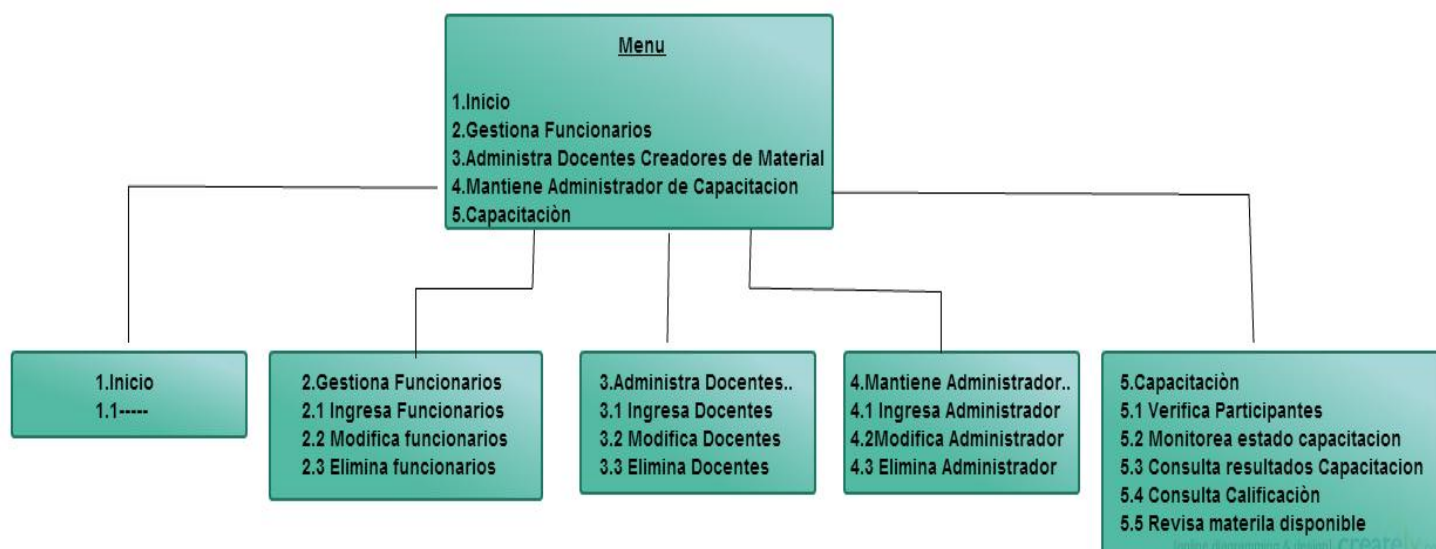 Menu
1.Inicio
2.Gestiona Funcionarios
3.Administra Docentes Creadores de Material
4.Mantiene Administrador de Capacitacion
5.Capacitaciòn
1.Inicio
1.1-----
2.Gestiona Funcionarios
2.1 Ingresa Funcionarios
2.2 Modifica funcionarios
2.3 Elimina funcionarios
3.Administra Docentes..
3.1 Ingresa Docentes
3.2 Modifica Docentes
3.3 Elimina Docentes
4.Mantiene Administrador..
4.1 Ingresa Administrador
4.2Modifica Administrador
4.3 Elimina Administrador
5.Capacitaciòn
5.1 Verifica Participantes
5.2 Monitorea estado capacitacion
5.3 Consulta resultados Capacitacion
5.4 Consulta Calificaciòn
5.5 Revisa materila disponible
[online diagramming & design] creately